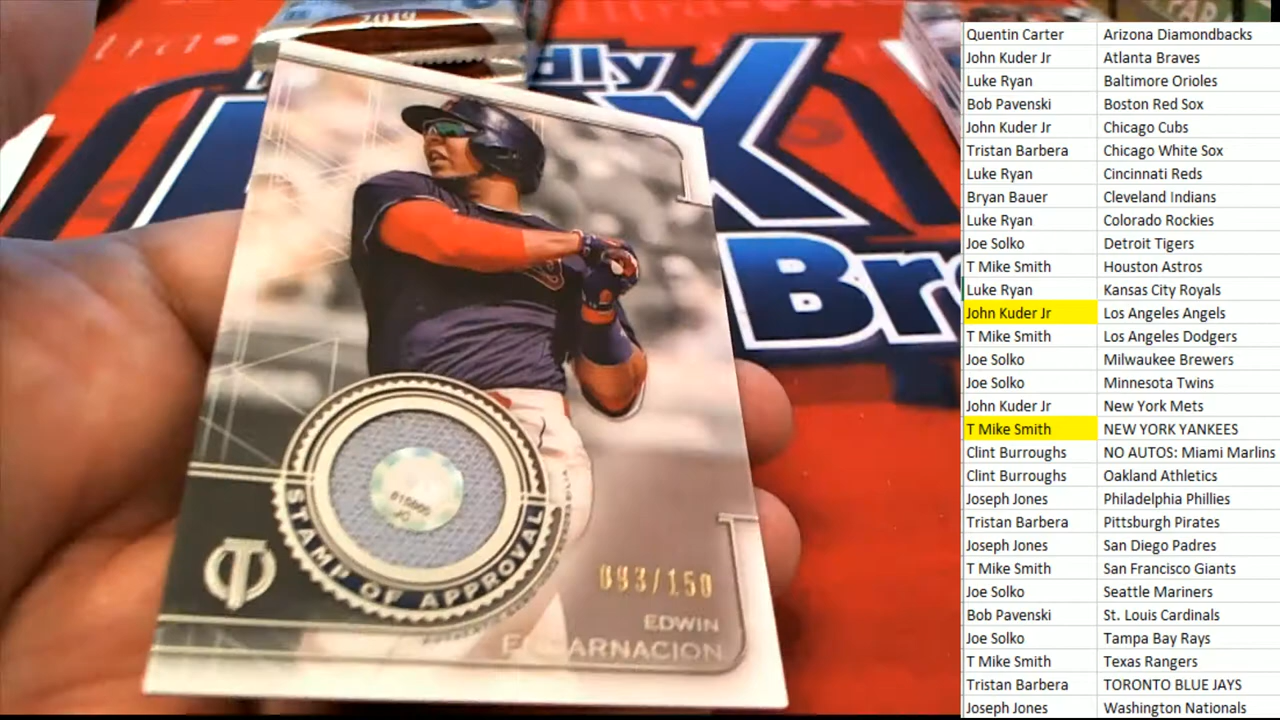 2019
dly
X
Br
STAMP OF APPROVAL
093/150
EDWIN
ENCARNACION
Quentin Carter Arizona Diamondbacks
John Kuder Jr Atlanta Braves
Luke Ryan Baltimore Orioles
Bob Pavenski Boston Red Sox
John Kuder Jr Chicago Cubs
Tristan Barbera Chicago White Sox
Luke Ryan Cincinnati Reds
Bryan Bauer Cleveland Indians
Luke Ryan Colorado Rockies
Joe Solko Detroit Tigers
T Mike Smith Houston Astros
Luke Ryan Kansas City Royals
John Kuder Jr Los Angeles Angels
T Mike Smith Los Angeles Dodgers
Joe Solko Milwaukee Brewers
Joe Solko Minnesota Twins
John Kuder Jr New York Mets
T Mike Smith NEW YORK YANKEES
Clint Burroughs NO AUTOS: Miami Marlins
Clint Burroughs Oakland Athletics
Joseph Jones Philadelphia Phillies
Tristan Barbera Pittsburgh Pirates
Joseph Jones San Diego Padres
T Mike Smith San Francisco Giants
Joe Solko Seattle Mariners
Bob Pavenski St. Louis Cardinals
Joe Solko Tampa Bay Rays
T Mike Smith Texas Rangers
Tristan Barbera TORONTO BLUE JAYS
Joseph Jones Washington Nationals